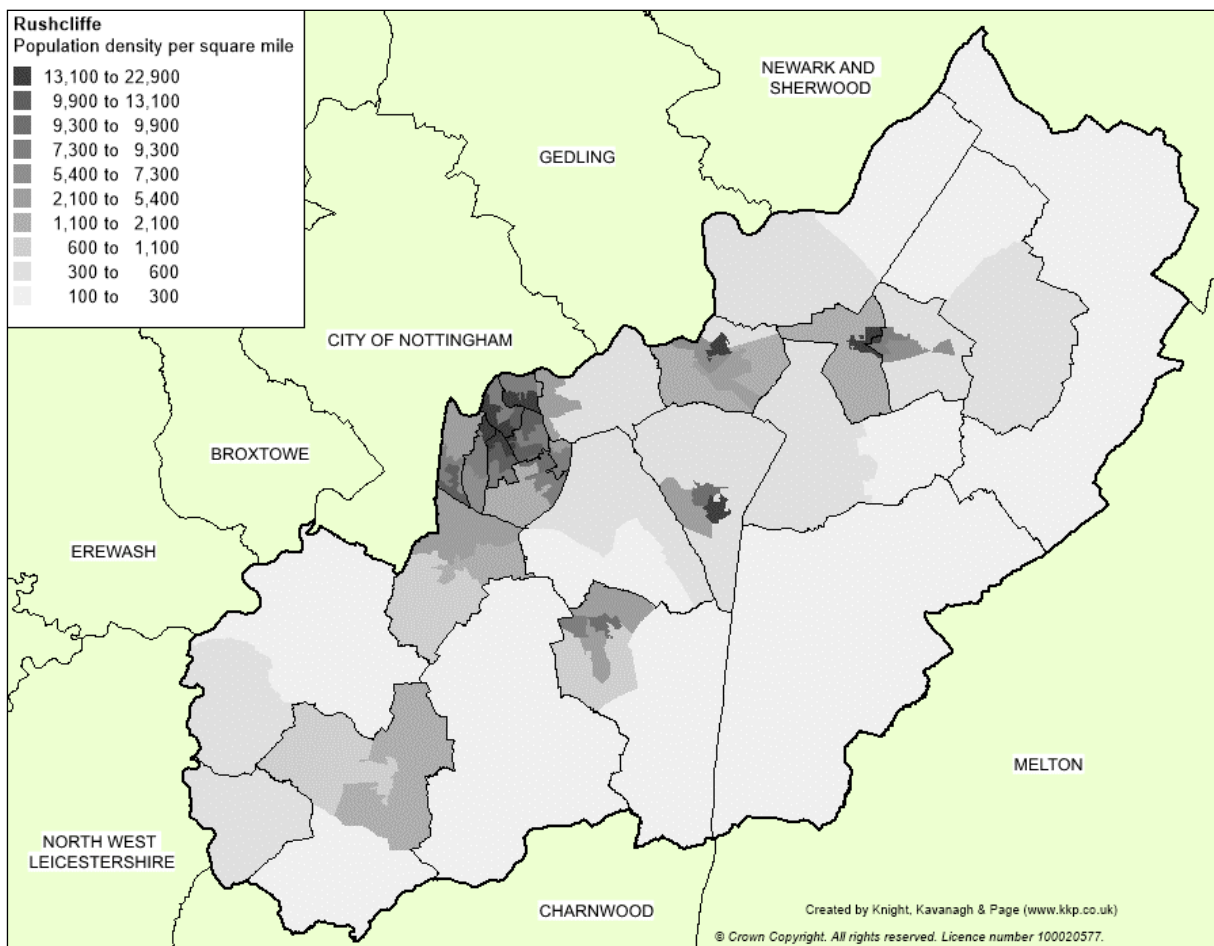 Rushcliffe
Population density per square mile
13,100 to 22,900
9,900 to 13,100
9,300 to 9,900
7,300 to 9,300
5,400 to 7,300
2,100 to 5,400
1,100 to 2,100
600 to 1,100
300 to 600
100 to 300
NEWARK AND
SHERWOOD
GEDLING
CITY OF NOTTINGHAM
BROXTOWE
EREWASH
MELTON
NORTH WEST
LEICESTERSHIRE
CHARNWOOD
Created by Knight, Kavanagh & Page (www.kkp.co.uk)
© Crown Copyright. All rights reserved. Licence number 100020577.